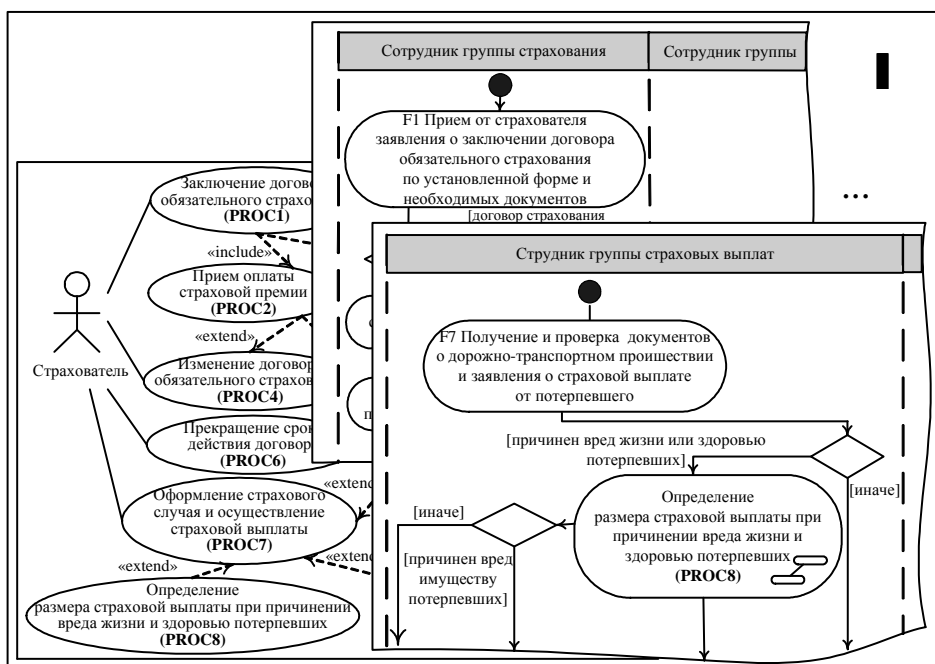 Сотрудник группы страхования
Сотрудник группы
F1 Прием от страхователя
заявления о заключении договора
обязательного страхования
по установленной форме и
необходимых документов
[договор страхования
...
Заключение догов
обязательного страхо
(PROC1)
«include»
Прием оплаты
страховой премии
(PROC2)
«extend»
Страхователь
Изменение договор
обязательного страхов
(PROC4)
Прекращение срок
действия договор
(PROC6)
Оформление страхового
случая и осуществление
страховой выплаты
(PROC7)
«extend
«extend»
«extend
Определение
размера страховой выплаты при причинении
вреда жизни и здоровью потерпевших
(PROC8)
Струдник группы страховых выплат
F7 Получение и проверка документов
о дорожно-транспортном проишествии
и заявления о страховой выплате
от потерпевшего
[причинен вред жизни или здоровью
потерпевших]
[иначе]
Определение
размера страховой выплаты при
причинении вреда жизни и
здоровью потерпевших
(PROC8)
[иначе]
[причинен вред
имуществу
потерпевших]